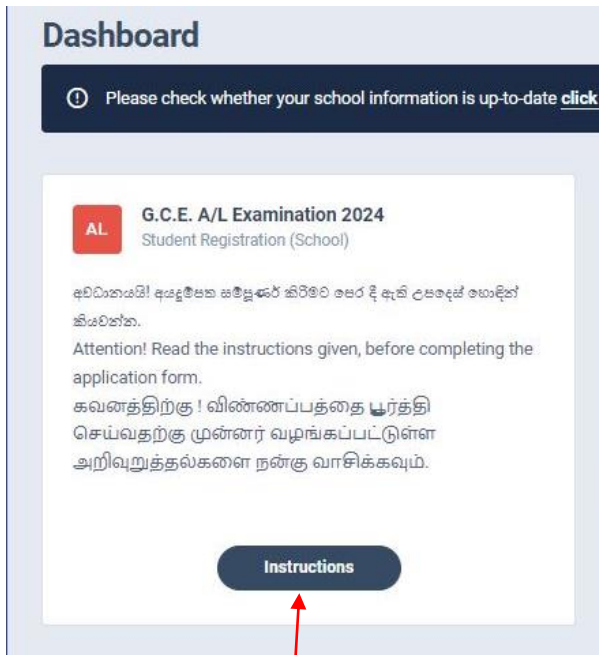 Dashboard
Please check whether your school information is up-to-date click
AL
G.C.E. A/L Examination 2024
Student Registration (School)
අවධානයයි! අයදුම්පත සම්පූණර් කිරීමට පෙර දී ඇති උපදෙස් හොඳින්
කියවන්න.
Attention! Read the instructions given, before completing the
application form.
கவனத்திற்கு ! விண்ணப்பத்தை பூர்த்தி
செய்வதற்கு முன்னர் வழங்கப்பட்டுள்ள
அறிவுறுத்தல்களை நன்கு வாசிக்கவும்.
Instructions